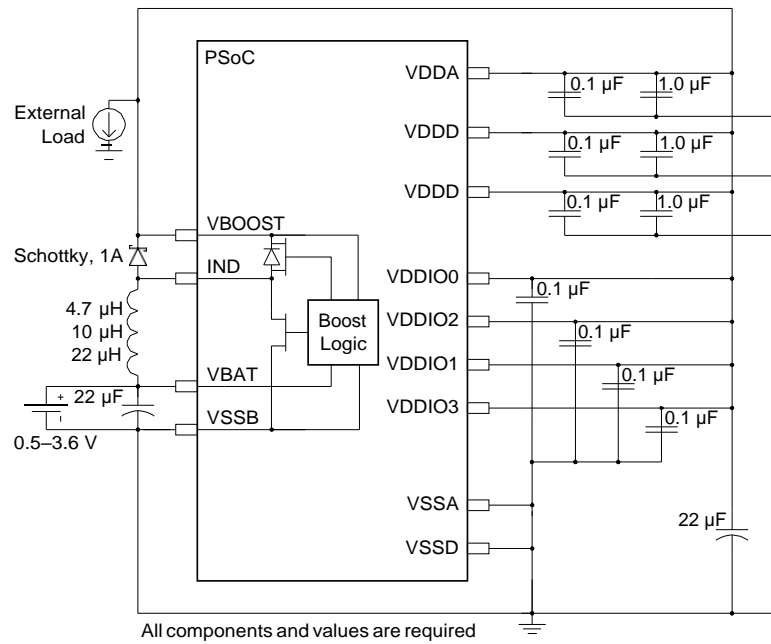 PSoC
VDDA
0.1 µF
1.0 µF
External
Load
VDDD
0.1 µF
1.0 µF
VDDD
0.1 µF
1.0 µF
VBOOST
Schottky, 1A
IND
VDDIO0
0.1 µF
4.7 µH
10 µH
22 µH
Boost
Logic
VDDIO2
0.1 µF
VDDIO1
0.1 µF
VBAT
22 µF
+
-
VDDIO3
0.1 µF
VSSB
0.5–3.6 V
VSSA
22 µF
VSSD
All components and values are required